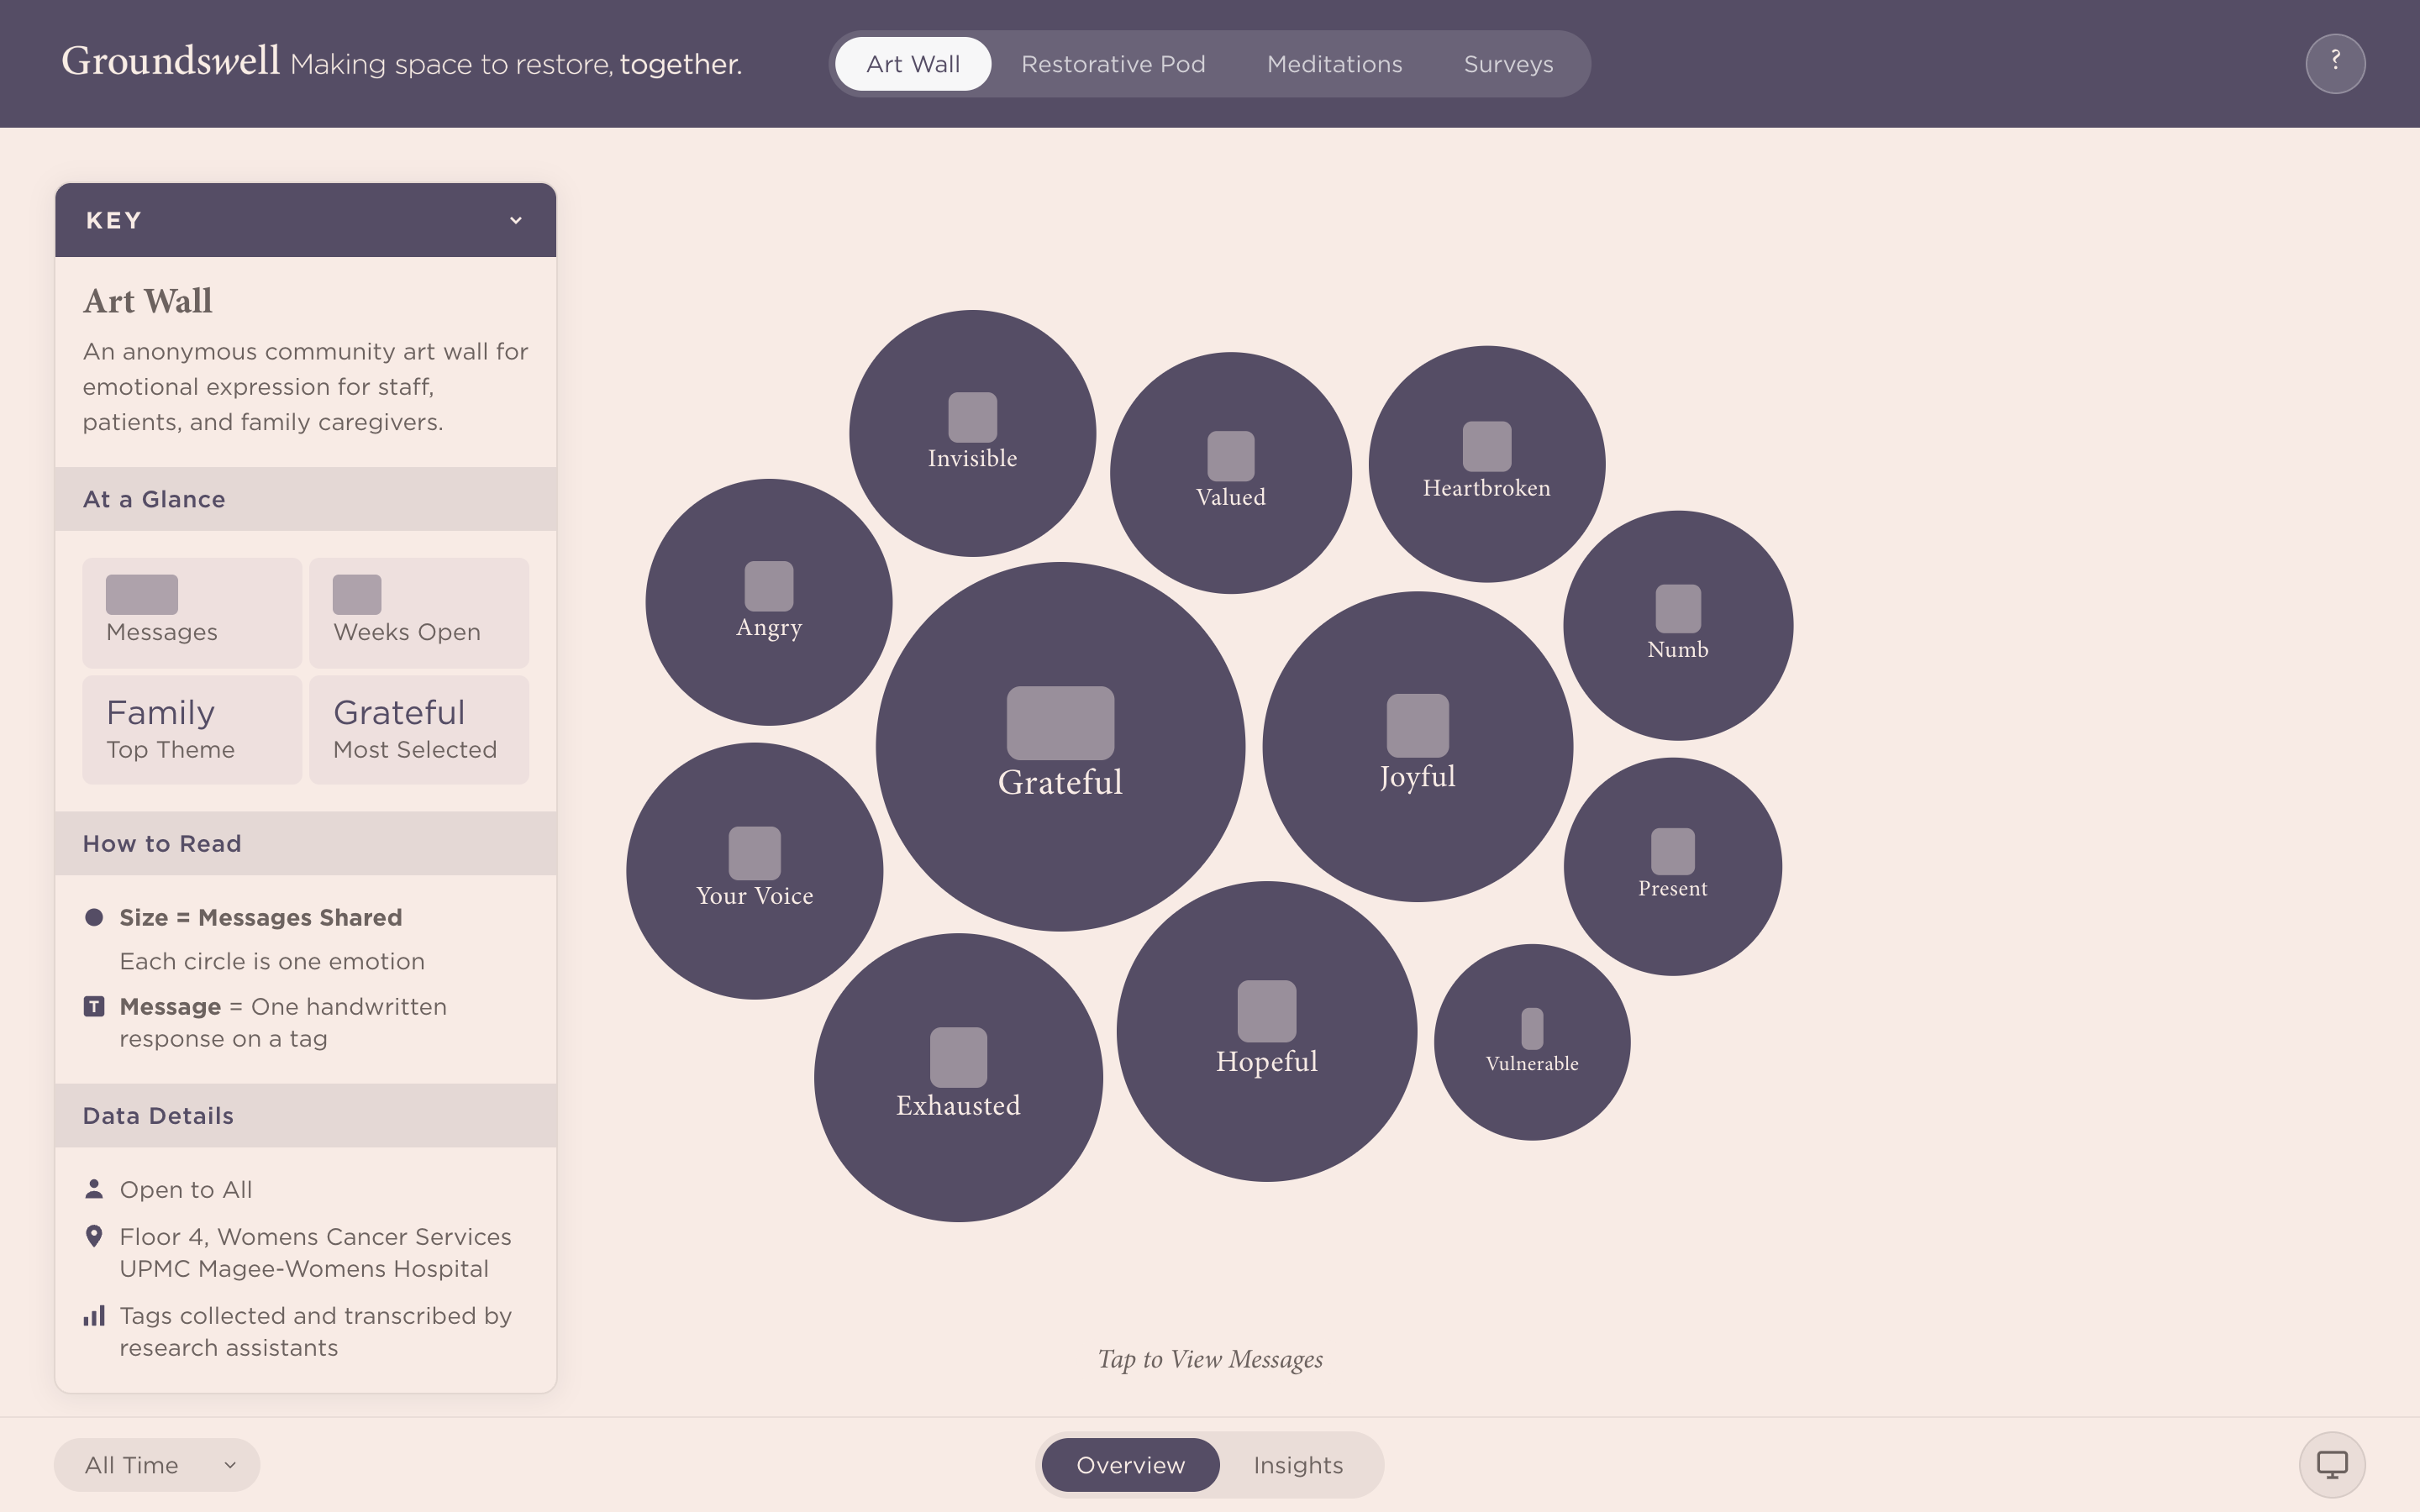 Groundswell Making space to restore, together.
Art Wall
Restorative Pod
Meditations
Surveys
?
KEY
Art Wall
An anonymous community art wall for
emotional expression for staff,
patients, and family caregivers.
At a Glance
Messages
Weeks Open
Family
Top Theme
Grateful
Most Selected
How to Read
Size = Messages Shared
Each circle is one emotion
T Message = One handwritten
response on a tag
Data Details
Open to All
Floor 4, Womens Cancer Services
UPMC Magee-Womens Hospital
Tags collected and transcribed by
research assistants
Invisible
Valued
Heartbroken
Angry
Numb
Grateful
Joyful
Your Voice
Present
Exhausted
Hopeful
Vulnerable
Tap to View Messages
All Time
Overview
Insights